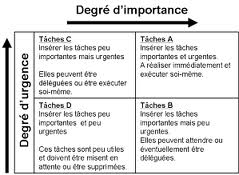 Degré d'importance
Degré d'urgence
Tâches C
Insérer les tâches peu
importantes mais urgentes
Elles peuvent être
déléguées ou être exécuter
soi-même.
Tâches A
Insérer les tâches
importantes et urgentes.
A réaliser immédiatement et
exécuter soi-même.
Tâches D
Insérer les tâches peu
importantes et peu
urgentes
Ces tâches sont peu utiles
et doivent être misent en
attente ou être supprimées.
Tâches B
Insérer les tâches
importantes mais peu
urgentes.
Elles peuvent attendre ou
éventuellement être
déléguées.